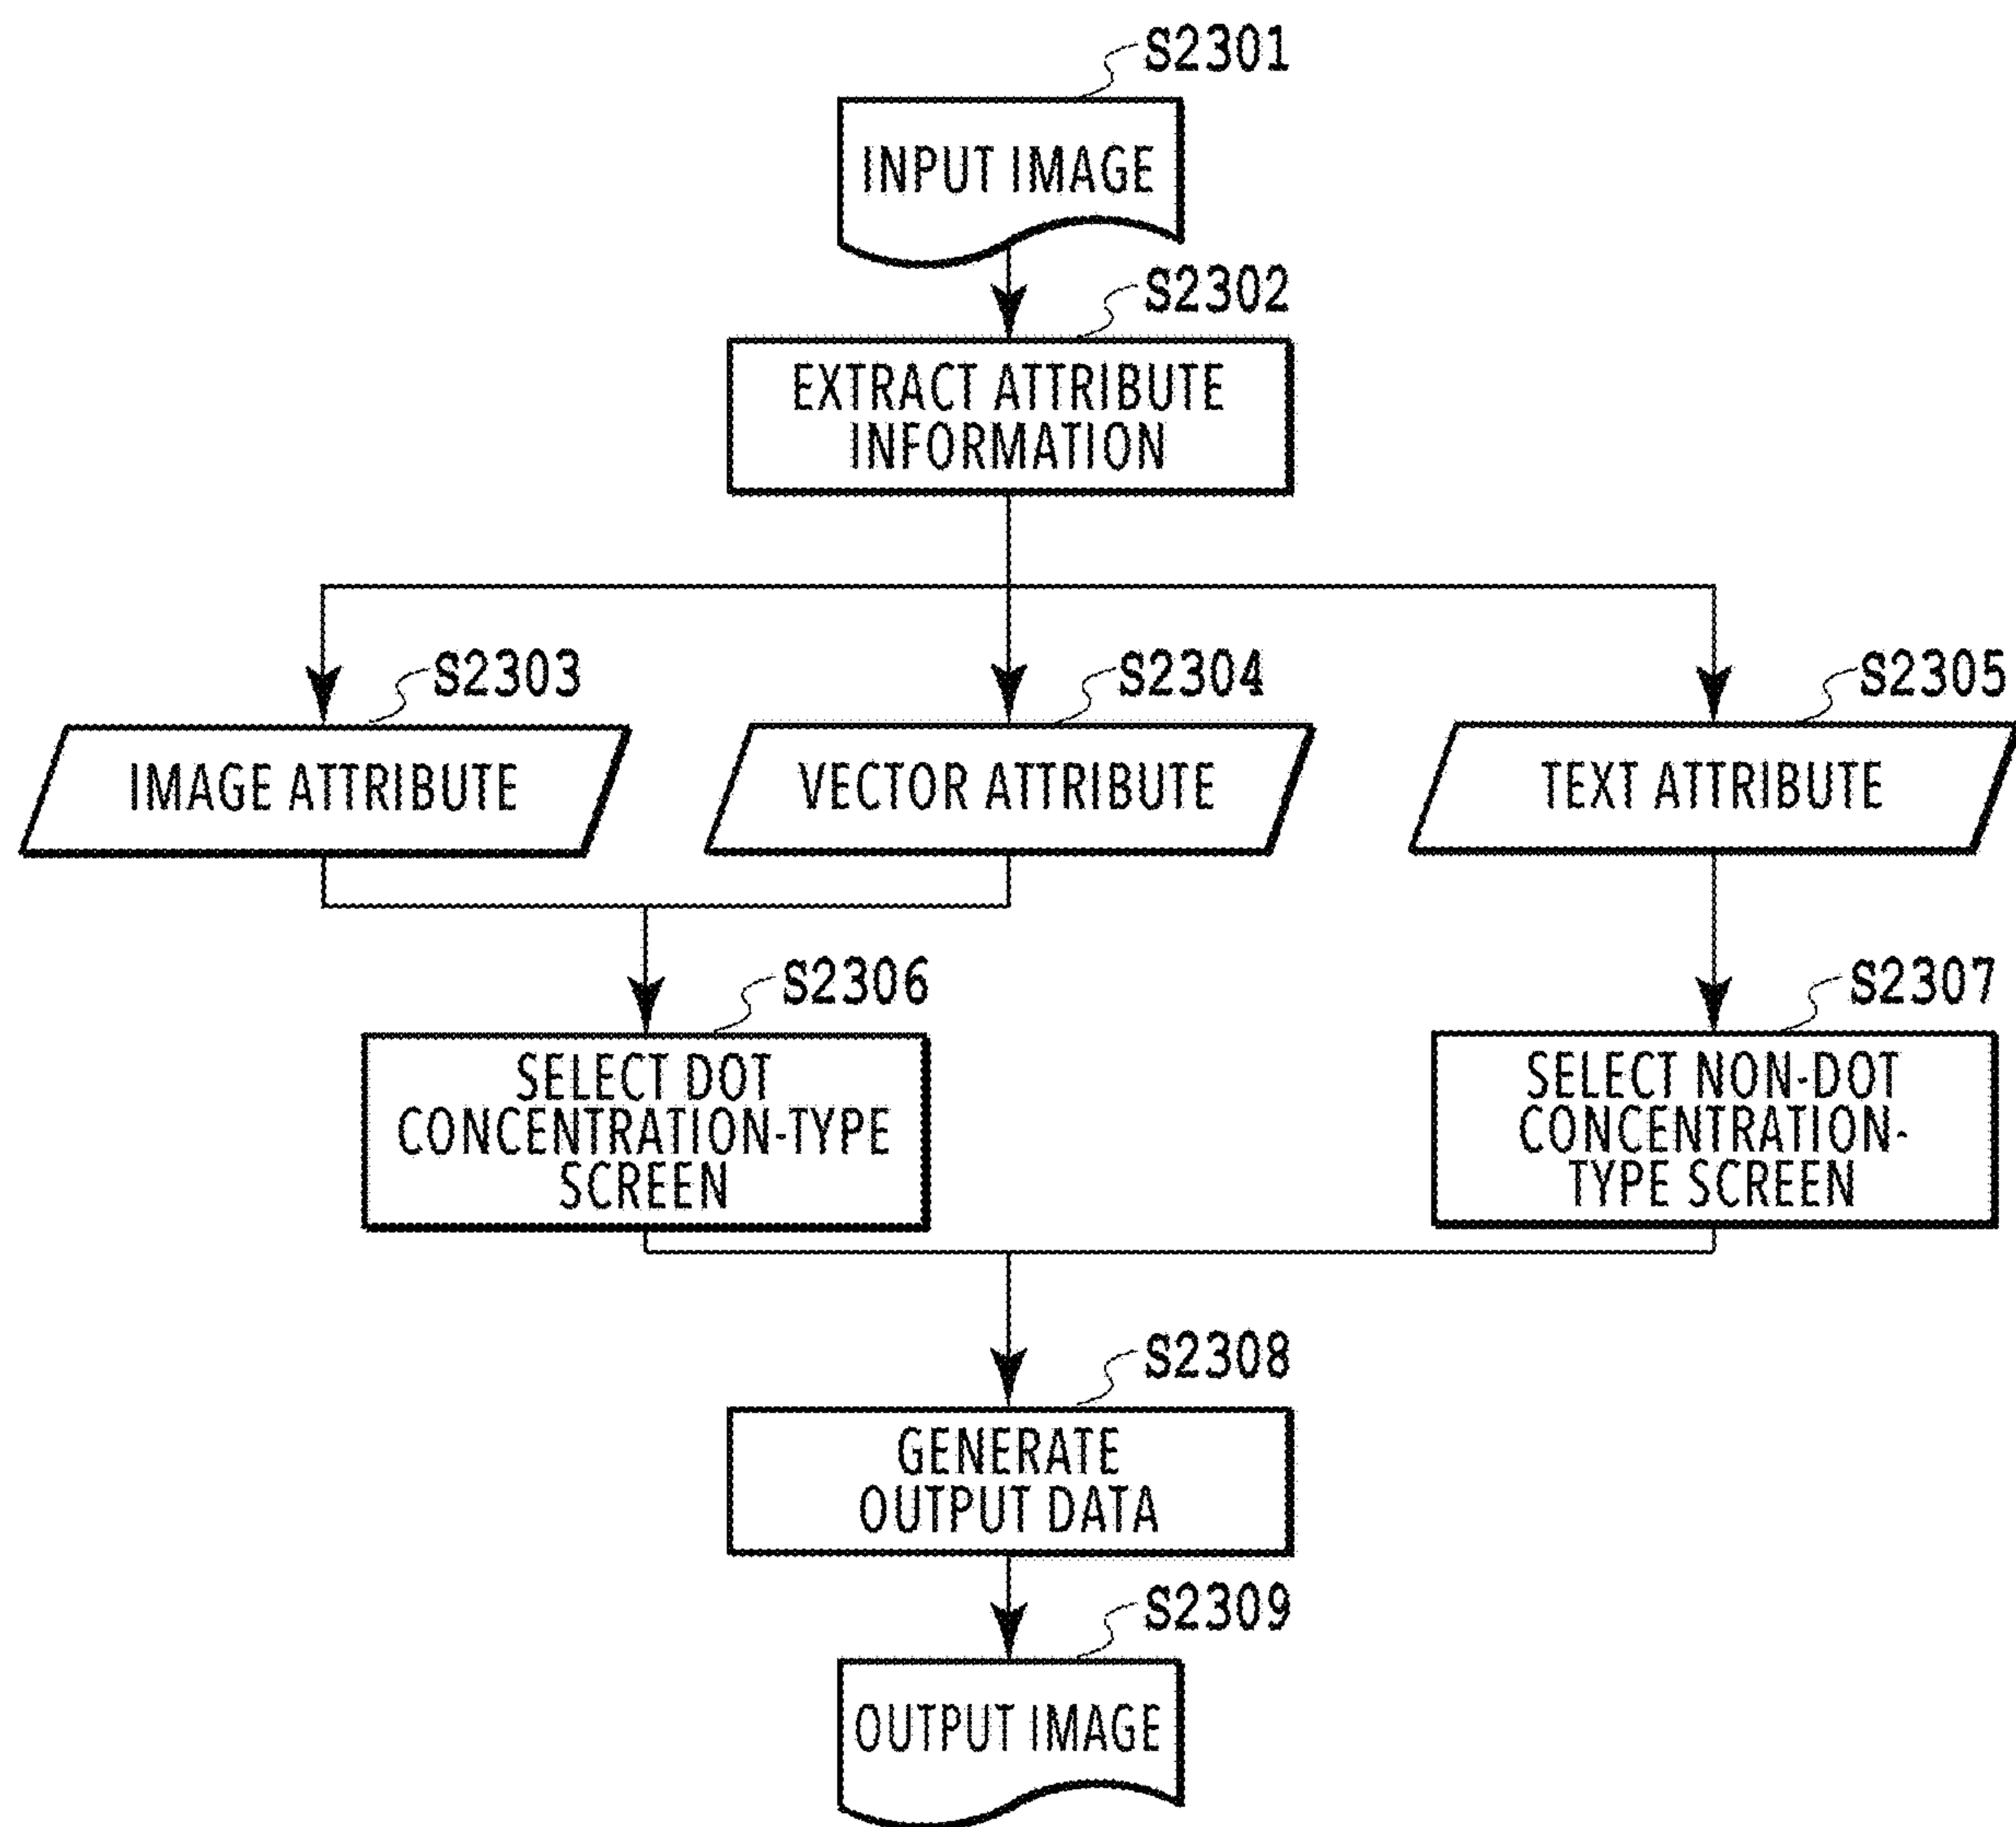 S2301
INPUT IMAGE
S2302
EXTRACT ATTRIBUTE
INFORMATION
S2303
S2304
S2305
IMAGE ATTRIBUTE
VECTOR ATTRIBUTE
TEXT ATTRIBUTE
S2306
S2307
SELECT DOT
CONCENTRATION-TYPE
SCREEN
SELECT NON-DOT
CONCENTRATION-
TYPE SCREEN
S2308
GENERATE
OUTPUT DATA
S2309
OUTPUT IMAGE